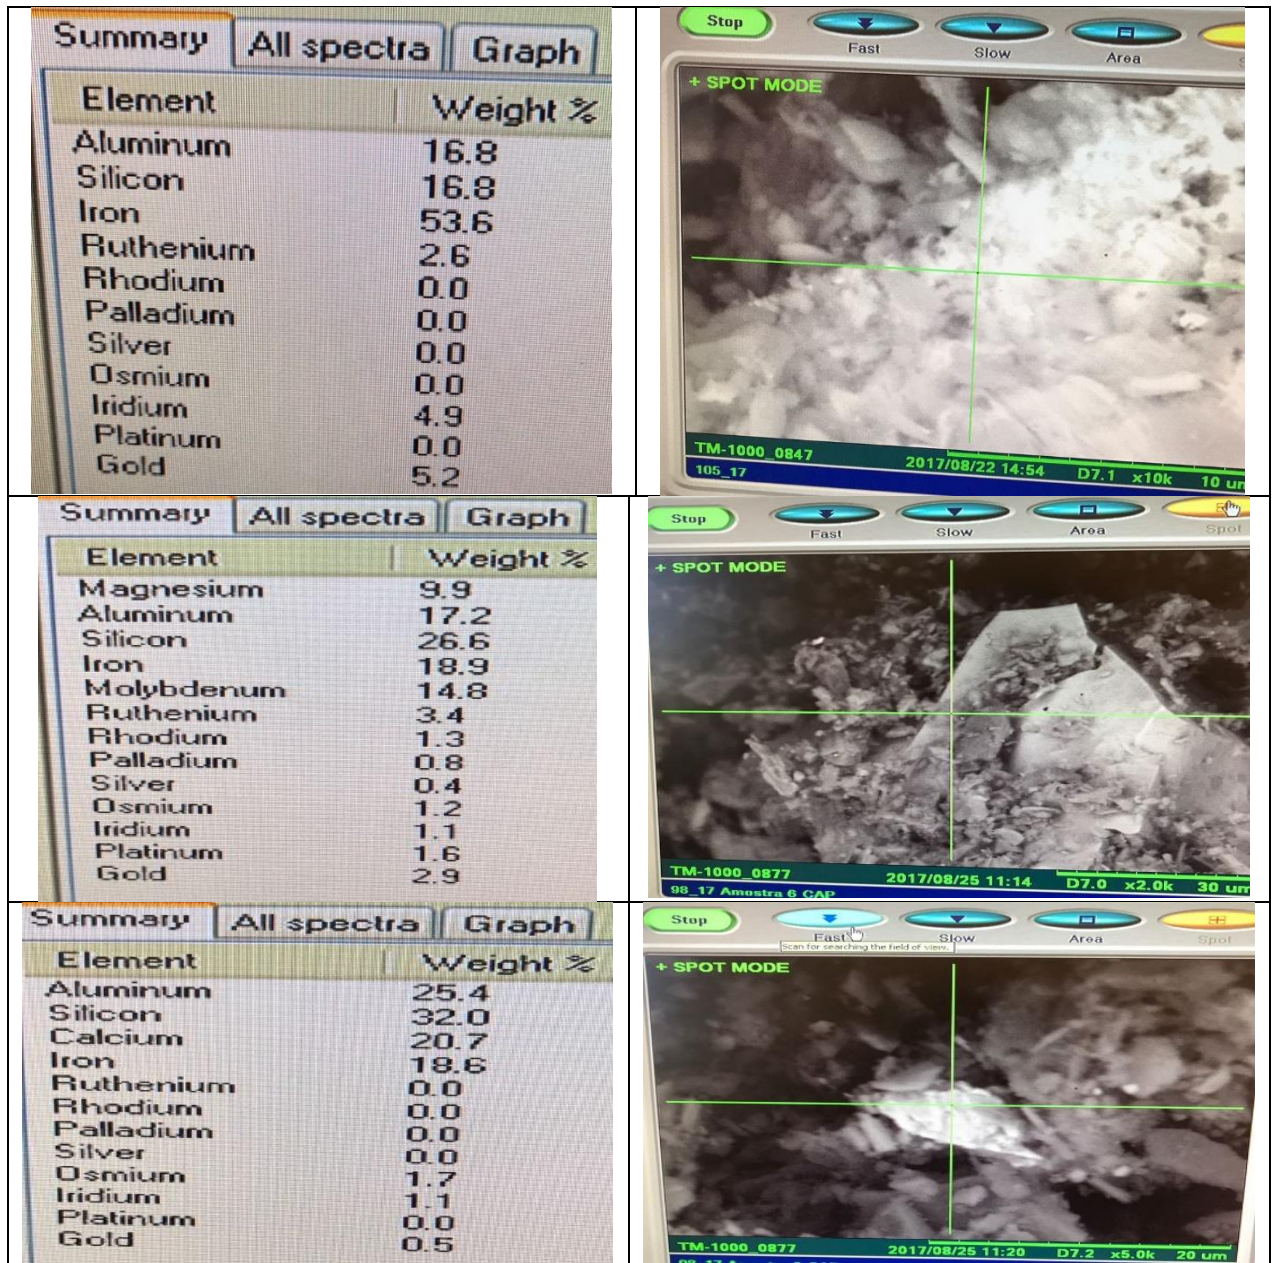 Summary All spectra Graph
Element Weight %
Aluminum 16.8
Silicon 16.8
Iron 53.6
Ruthenium 2.6
Rhodium 0.0
Palladium 0.0
Silver 0.0
Osmium 0.0
Iridium 4.9
Platinum 0.0
Gold 5.2
Stop
Fast Slow Area
+ SPOT MODE
TM-1000_0847 2017/08/22 14:54 D7.1 x10k 10 um
105_17
Summary All spectra Graph
Element Weight %
Magnesium 9.9
Aluminum 17.2
Silicon 26.6
Iron 18.9
Molybdenum 14.8
Ruthenium 3.4
Rhodium 1.3
Palladium 0.8
Silver 0.4
Osmium 1.2
Iridium 1.1
Platinum 1.6
Gold 2.9
Stop
Fast Slow Area Spot
+ SPOT MODE
TM-1000_0877 2017/08/25 11:14 D7.0 x2.0k 30 um
98_17 Amostra 6 CAP
Summary All spectra Graph
Element Weight %
Aluminum 25.4
Silicon 32.0
Calcium 20.7
Iron 18.6
Ruthenium 0.0
Rhodium 0.0
Palladium 0.0
Silver 0.0
Osmium 1.7
Iridium 1.1
Platinum 0.0
Gold 0.5
Stop
Fast Slow Area Spot
Scan for searching the field of view.
+ SPOT MODE
TM-1000_0877 2017/08/25 11:20 D7.2 x5.0k 20 um